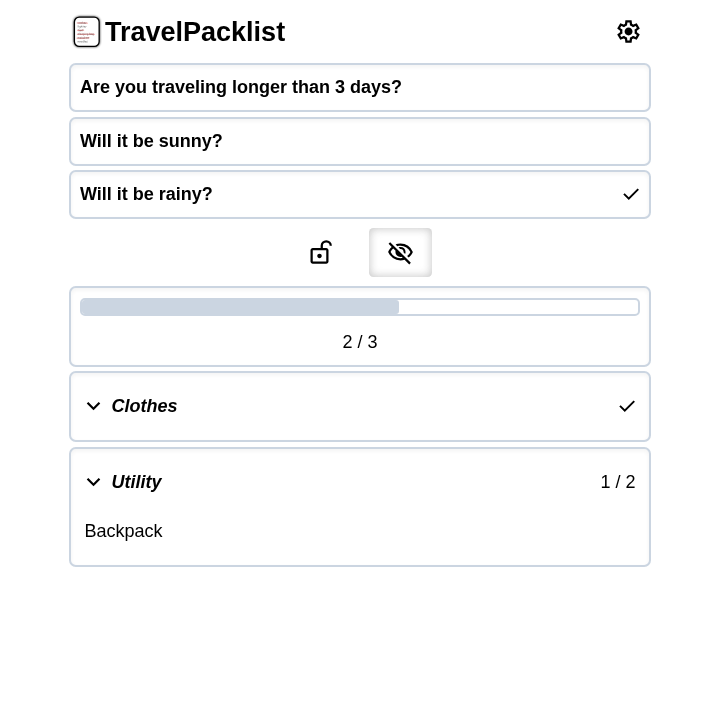 TravelPacklist
Are you traveling longer than 3 days?
Will it be sunny?
Will it be rainy?
2 / 3
Clothes
Utility
1 / 2
Backpack